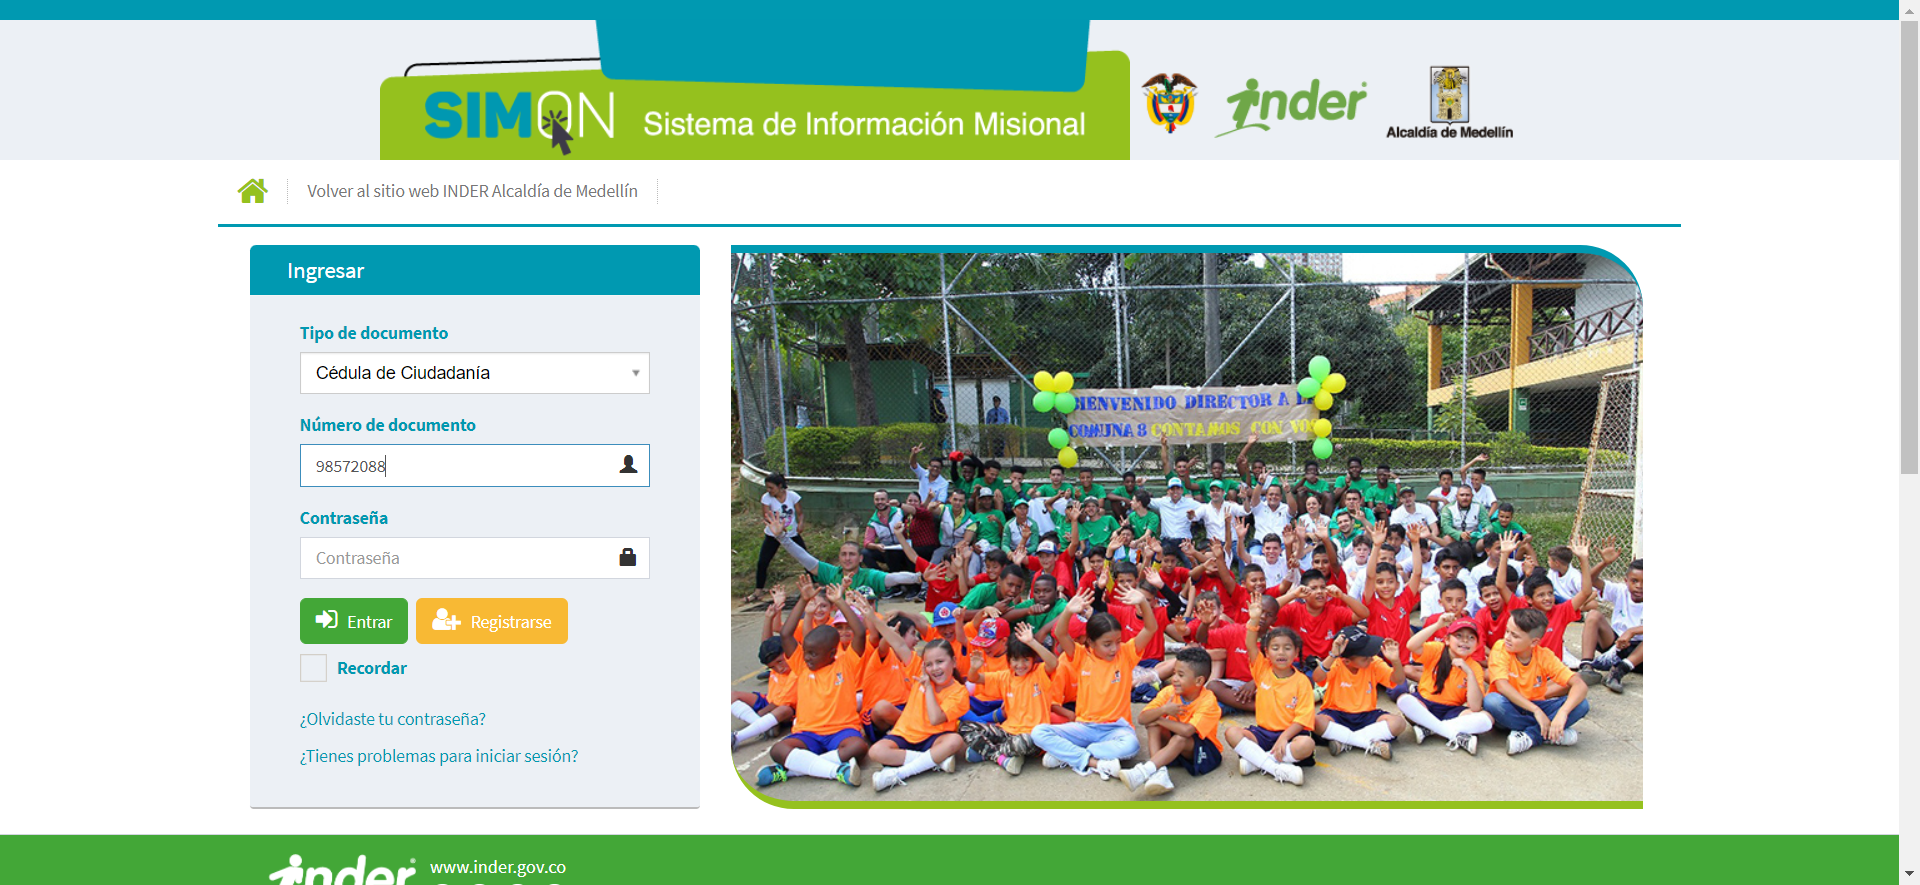 SIMON Sistema de Información Misional
inder
Alcaldía de Medellín
Volver al sitio web INDER Alcaldía de Medellín
Ingresar
Tipo de documento
Cédula de Ciudadanía
Número de documento
98572088
Contraseña
Contraseña
Entrar
Registrarse
Recordar
¿Olvidaste tu contraseña?
¿Tienes problemas para iniciar sesión?
BIENVENIDO DIRECTOR A LA
COMUNA 8 CONTAMOS CON VOS
inder
www.inder.gov.co